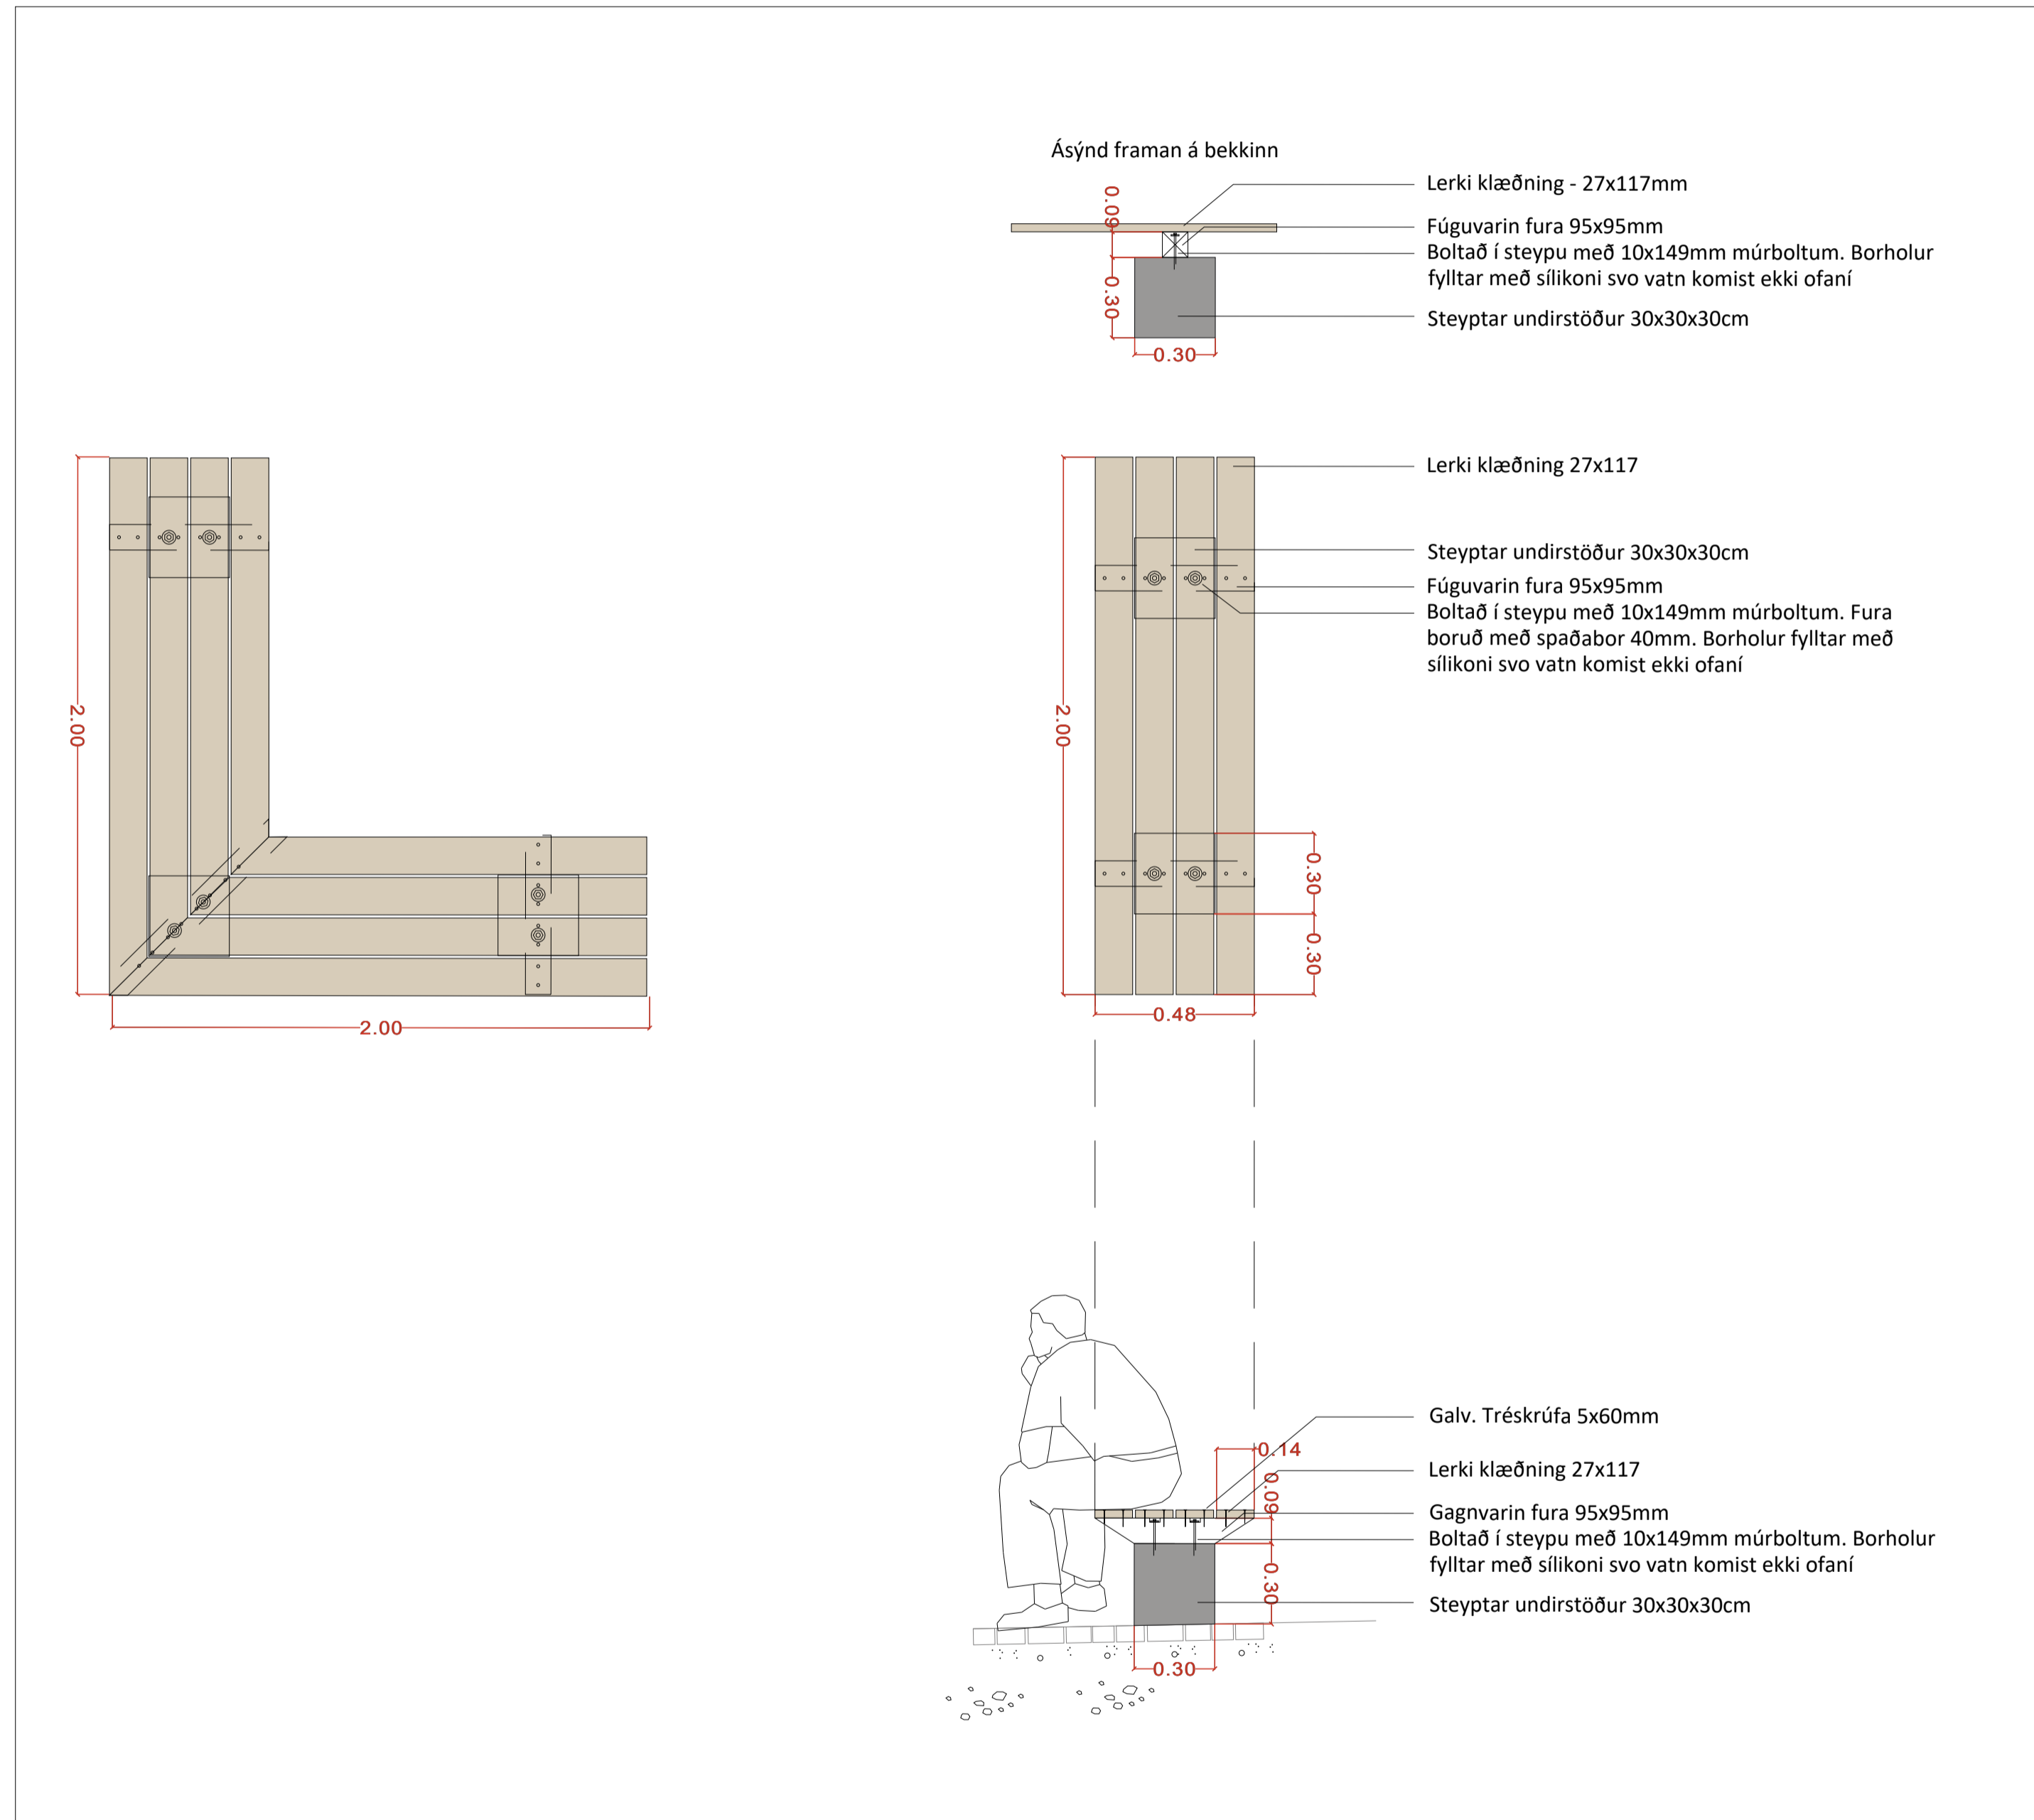 Ásýnd framan á bekkinn
Lerki klæðning - 27x117mm
Fúguvarin fura 95x95mm
Boltað í steypu með 10x149mm múrboltum. Borholur
fylltar með sílikoni svo vatn komist ekki ofaní
Steyptar undirstöður 30x30x30cm
0.09
0.30
0.30
Lerki klæðning 27x117
Steyptar undirstöður 30x30x30cm
Fúguvarin fura 95x95mm
Boltað í steypu með 10x149mm múrboltum. Fura
boruð með spaðabor 40mm. Borholur fylltar með
sílikoni svo vatn komist ekki ofaní
2.00
2.00
2.00
0.30
0.30
0.48
Galv. Tréskrúfa 5x60mm
0.14
Lerki klæðning 27x117
0.09
Gagnvarin fura 95x95mm
Boltað í steypu með 10x149mm múrboltum. Borholur
fylltar með sílikoni svo vatn komist ekki ofaní
0.30
Steyptar undirstöður 30x30x30cm
0.30